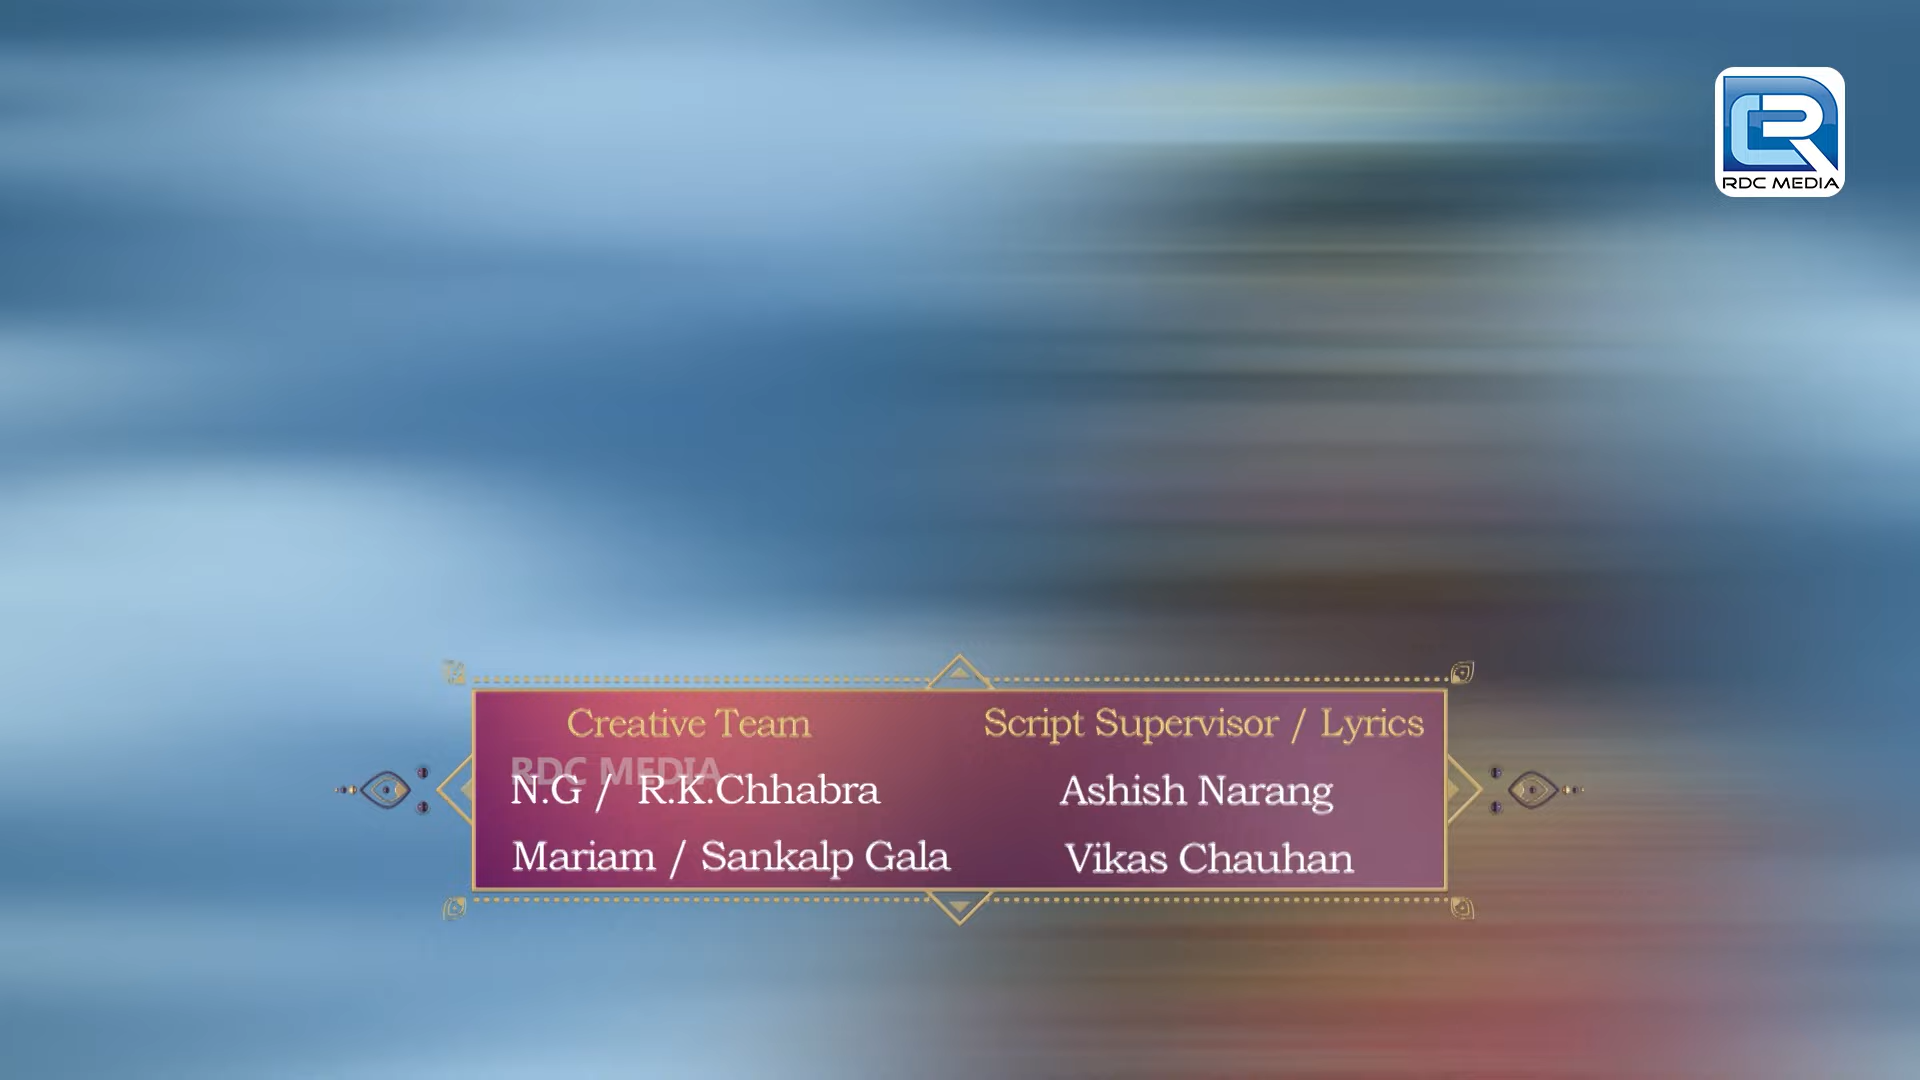 RDC MEDIA
Creative Team
Script Supervisor / Lyrics
RDC MEDIA
N.G / R.K.Chhabra
Ashish Narang
Mariam / Sankalp Gala
Vikas Chauhan